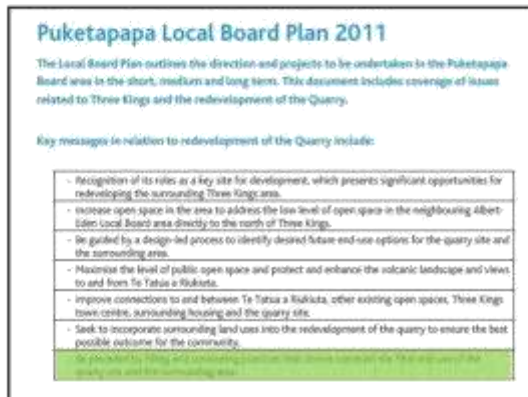 Puketapapa Local Board Plan 2011
The Local Board Plan outlines the direction and projects to be undertaken in the Puketapapa
Board area in the short, medium and long term. This document includes coverage of issues
related to Three Kings and the redevelopment of the Quarry.
Key messages in relation to redevelopment of the Quarry include:
- Recognition of its roles as a key site for development, which presents significant opportunities for
redeveloping the surrounding Three Kings area.
- Increase open space in the area to address the low level of open space in the neighbouring Albert-
Eden Local Board area directly to the north of Three Kings.
- Be guided by a design-led process to identify desired future end-use options for the quarry site and
the surrounding area.
- Maximise the level of public open space and protect and enhance the volcanic landscape and views
to and from Te Tatua a Riukiuta.
- Improve connections to and between Te Tatua a Riukiuta, other existing open spaces, Three Kings
town centre, surrounding housing and the quarry site.
- Seek to incorporate surrounding land uses into the redevelopment of the quarry to ensure the best
possible outcome for the community.
quarry site and the surrounding area.